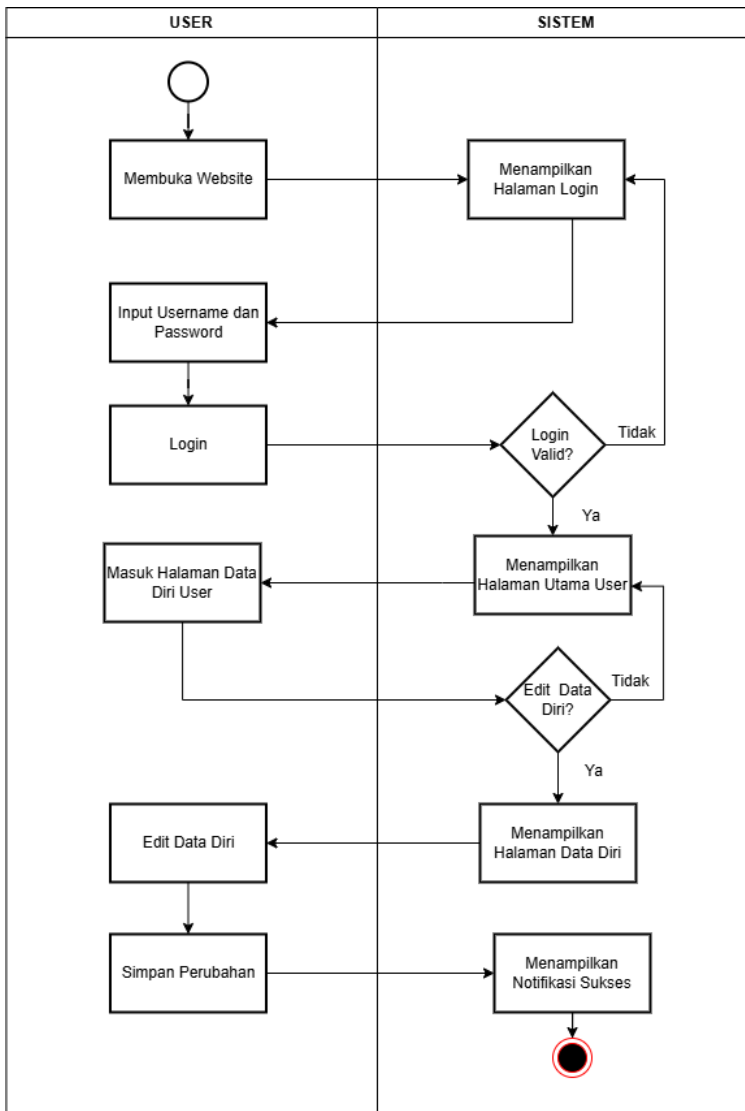 USER
SISTEM
Membuka Website
Menampilkan
Halaman Login
Input Username dan
Password
Login
Login
Valid?
Tidak
Ya
Masuk Halaman Data
Diri User
Menampilkan
Halaman Utama User
Edit Data
Diri?
Tidak
Ya
Edit Data Diri
Menampilkan
Halaman Data Diri
Simpan Perubahan
Menampilkan
Notifikasi Sukses